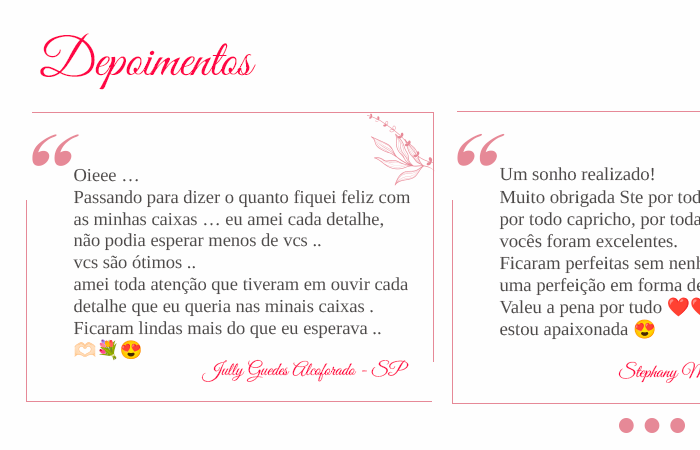 Depoimentos
Oieee …
Passando para dizer o quanto fiquei feliz com
as minhas caixas … eu amei cada detalhe,
não podia esperar menos de vcs ..
vcs são ótimos ..
amei toda atenção que tiveram em ouvir cada
detalhe que eu queria nas minais caixas .
Ficaram lindas mais do que eu esperava ..
🫶🏻💐😍
Jully Guedes Alcoforado - SP
Um sonho realizado!
Muito obrigada Ste por
por todo capricho, por toda
vocês foram excelentes.
Ficaram perfeitas sem
uma perfeição em forma
Valeu a pena por tudo ❤️
estou apaixonada 😍
Stephany